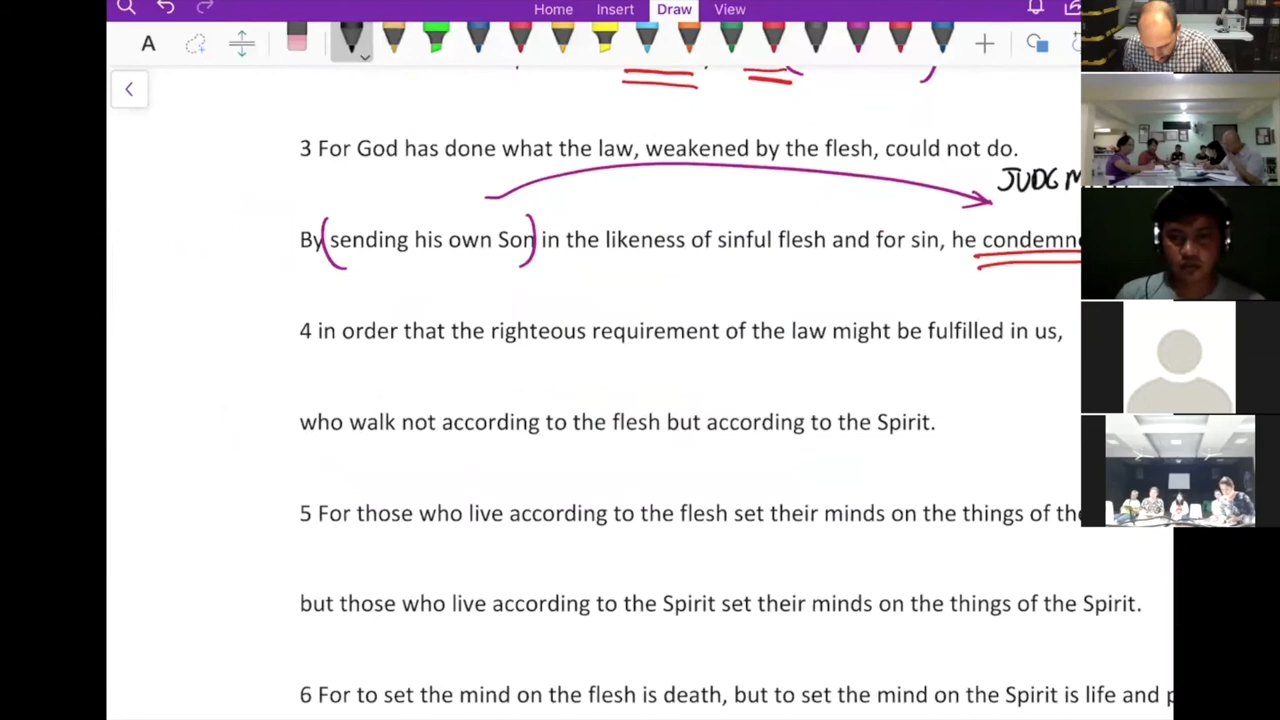 Home Insert Draw View
A
3 For God has done what the law, weakened by the flesh, could not do.
JUDGM
By (sending his own Son) in the likeness of sinful flesh and for sin, he condemn
4 in order that the righteous requirement of the law might be fulfilled in us,
who walk not according to the flesh but according to the Spirit.
5 For those who live according to the flesh set their minds on the things of the
but those who live according to the Spirit set their minds on the things of the Spirit.
6 For to set the mind on the flesh is death, but to set the mind on the Spirit is life and p